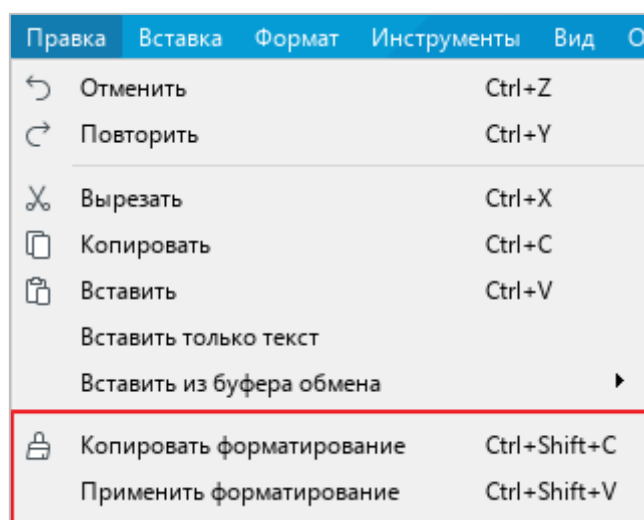 Правка Вставка Формат Инструменты Вид О
Отменить Ctrl+Z
Повторить Ctrl+Y
Вырезать Ctrl+X
Копировать Ctrl+C
Вставить Ctrl+V
Вставить только текст
Вставить из буфера обмена
Копировать форматирование Ctrl+Shift+C
Применить форматирование Ctrl+Shift+V